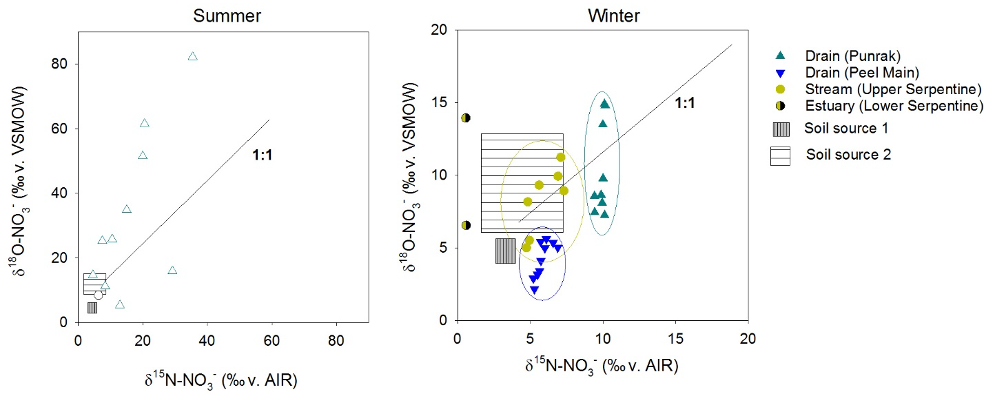 Summer
80
60
40
20
0
0 20 40 60 80
1:1
δ18O-NO3- (‰ v. VSMOW)
δ15N-NO3- (‰ v. AIR)
Winter
20
15
10
5
0
0 5 10 15 20
1:1
δ18O-NO3- (‰ v. VSMOW)
δ15N-NO3- (‰ v. AIR)
Drain (Punrak)
Drain (Peel Main)
Stream (Upper Serpentine)
Estuary (Lower Serpentine)
Soil source 1
Soil source 2